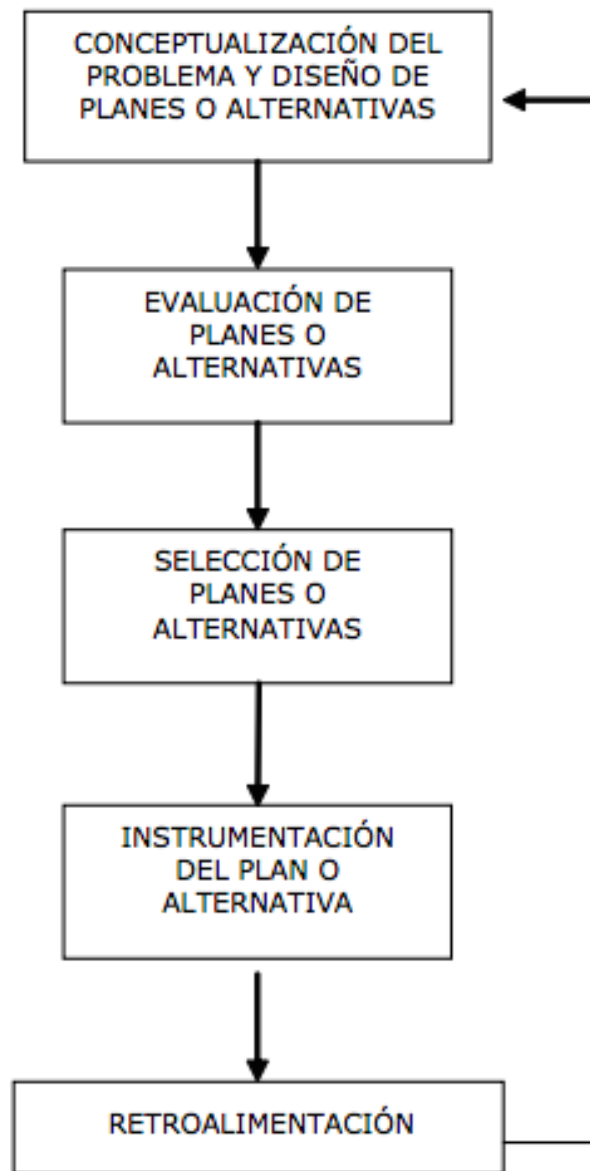 CONCEPTUALIZACIÓN DEL
PROBLEMA Y DISEÑO DE
PLANES O ALTERNATIVAS
EVALUACIÓN DE
PLANES O
ALTERNATIVAS
SELECCIÓN DE
PLANES O
ALTERNATIVAS
INSTRUMENTACIÓN
DEL PLAN O
ALTERNATIVA
RETROALIMENTACIÓN